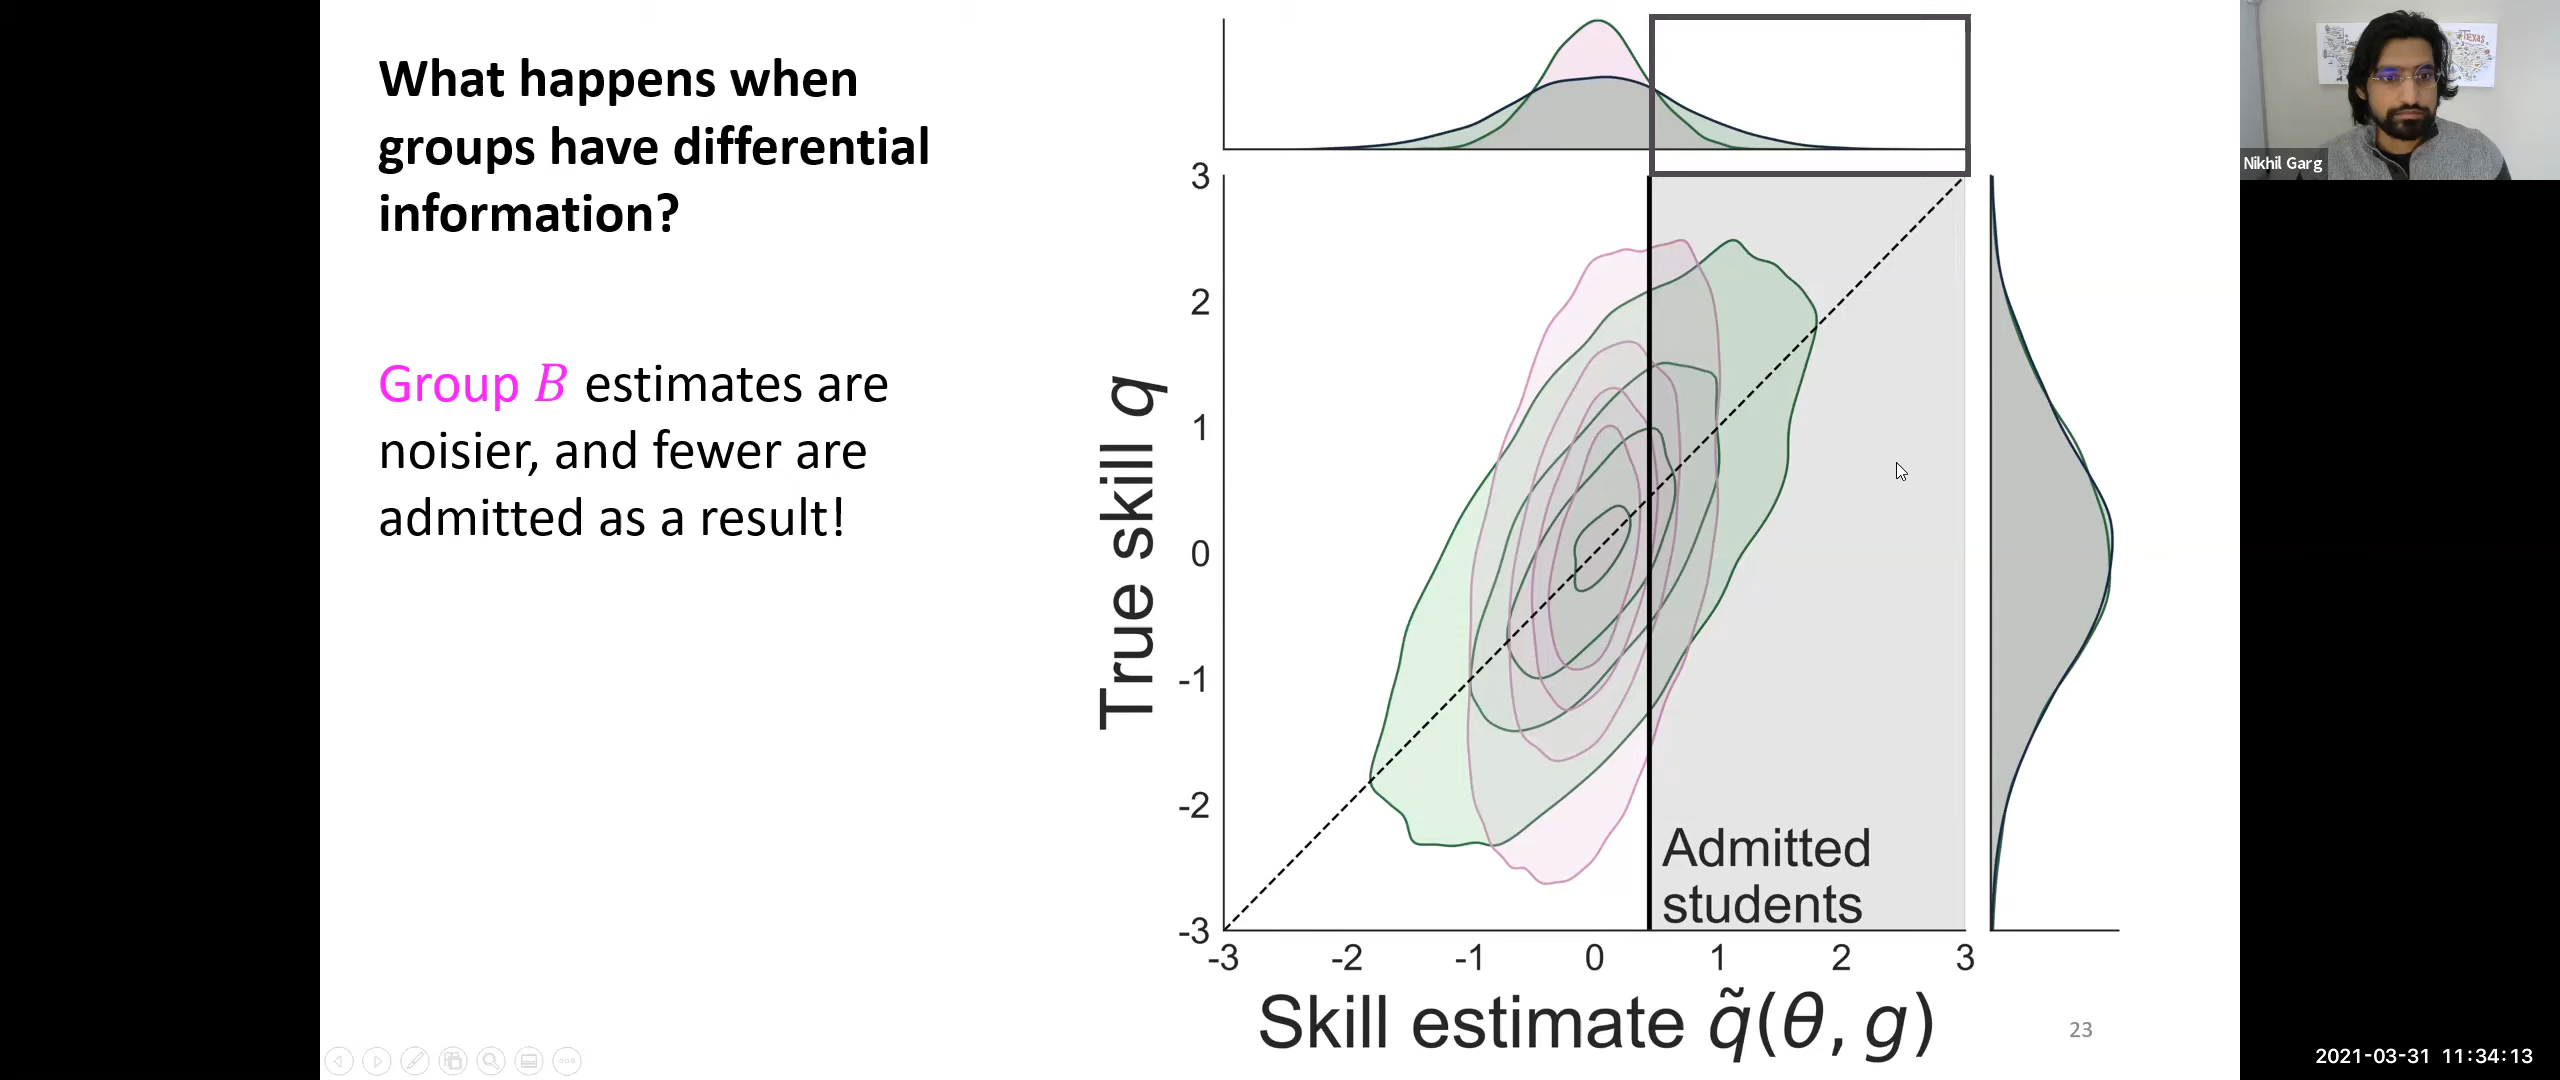 What happens when
groups have differential
information?
Group B estimates are
noisier, and fewer are
admitted as a result!
True skill q
3
2
1
0
-1
-2
-3
Admitted
students
-3 -2 -1 0 1 2 3
Skill estimate q̃(θ, g)
23
Texas
Nikhil Garg
2021-03-31 11:34:13